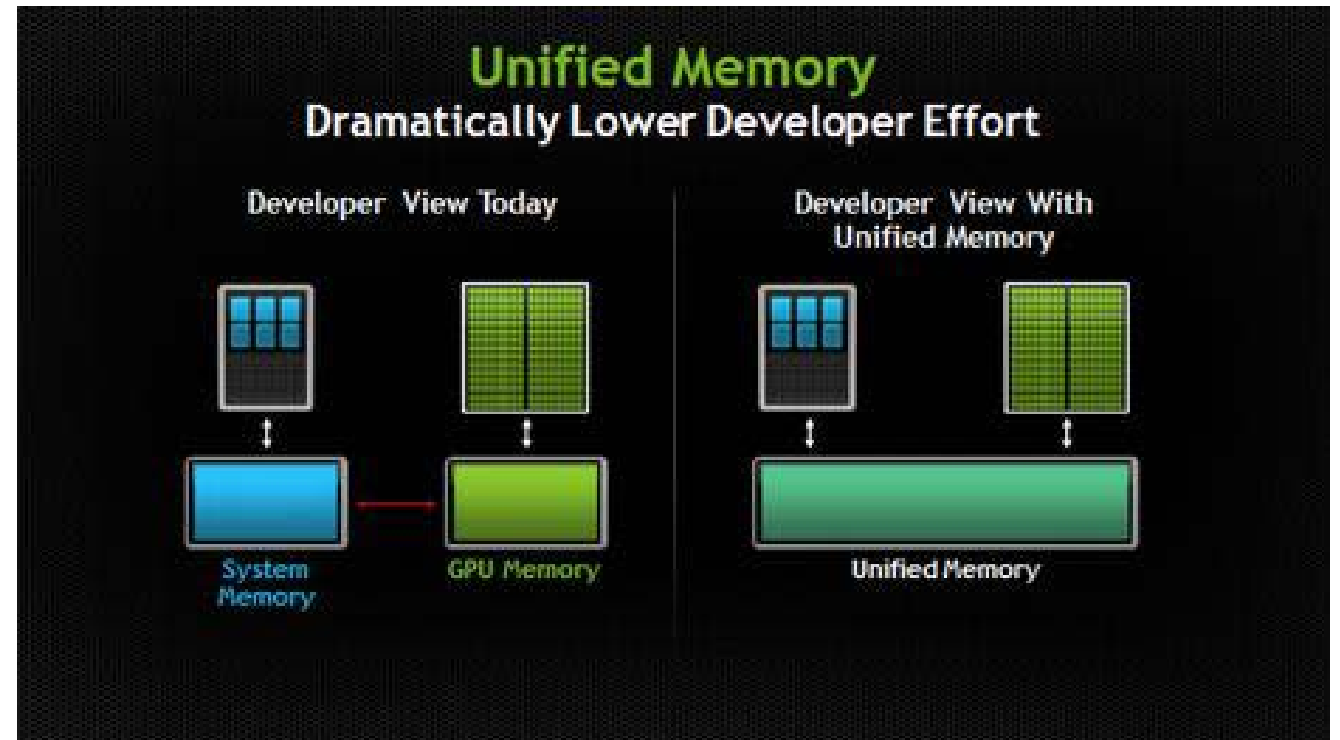 Unified Memory
Dramatically Lower Developer Effort
Developer View Today
Developer View With
Unified Memory
System
Memory
GPU Memory
Unified Memory